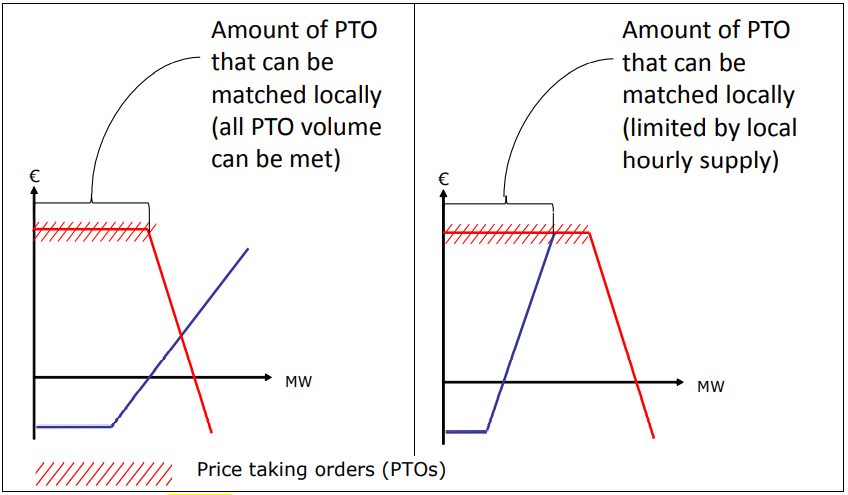 Amount of PTO
that can be
matched locally
(all PTO volume
can be met)
€
MW
Amount of PTO
that can be
matched locally
(limited by local
hourly supply)
€
MW
Price taking orders (PTOs)